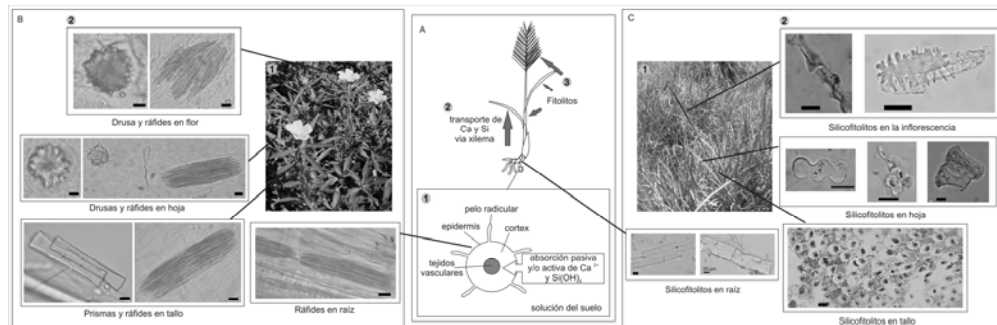 B
2
1
Drusa y ráfides en flor
Drusas y ráfides en hoja
Prismas y ráfides en tallo
Ráfides en raíz
A
3
Fitolitos
2
transporte de
Ca y Si
vía xilema
1
pelo radicular
epidermis
cortex
tejidos
vasculares
absorción pasiva
y/o activa de Ca²⁺
y Si(OH)₄
solución del suelo
C
1
2
Silicofitolitos en la inflorescencia
Silicofitolitos en hoja
Silicofitolitos en raíz
Silicofitolitos en tallo